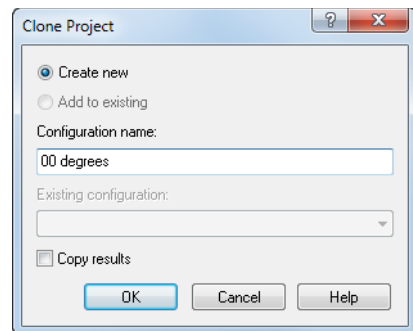 Clone Project
Create new
Add to existing
Configuration name:
00 degrees
Existing configuration:
Copy results
OK Cancel Help